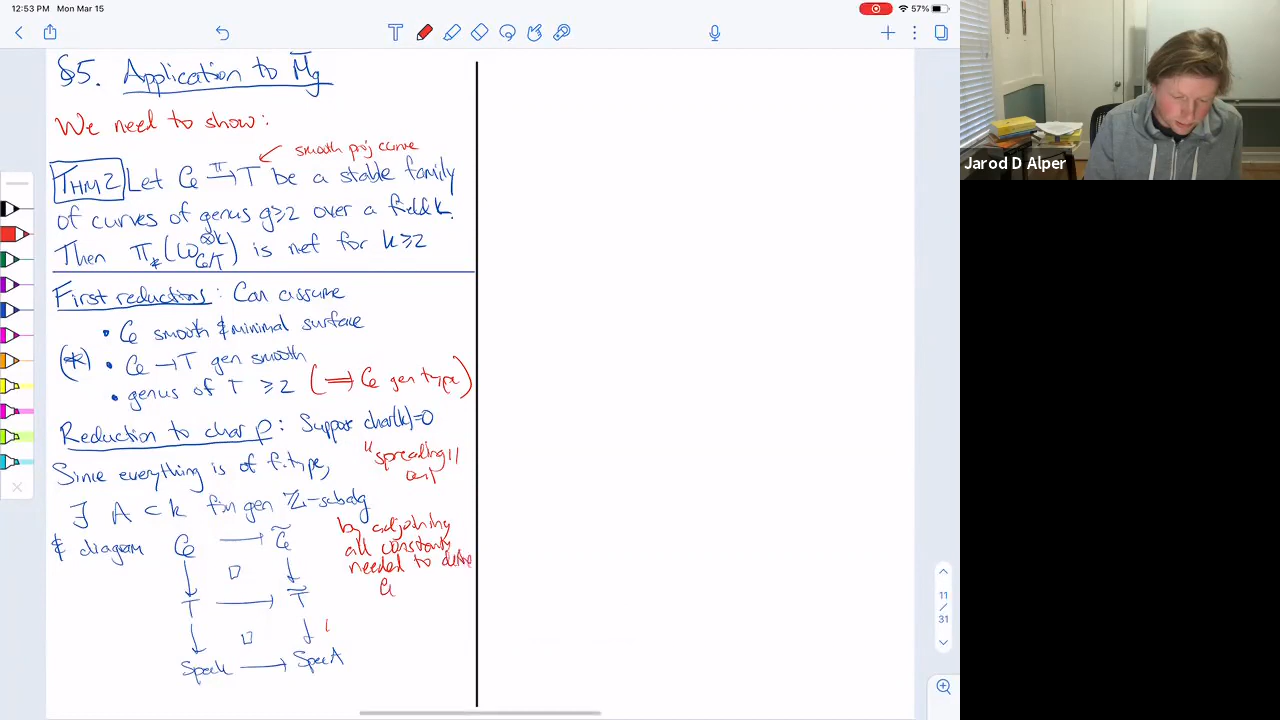 12:53 PM Mon Mar 15
57%
§5. Application to M̄g
We need to show:
smooth proj curve
THM 2 Let C →π T be a stable family
of curves of genus g≥2 over a field k.
Then π_*(ω_{C/T}^{⊗k}) is nef for k≥2
First reductions: Can assume
• C smooth & minimal surface
(*) • C → T gen smooth
• genus of T ≥2 (⟹ C gen type)
Reduction to char p: Suppose char(k)=0
Since everything is of f. type,
"spreading out"
∃ A ⊂ k fin gen ℤ-subalg
& diagram C → C̃
by adjoining
all constants
needed to define
C
T → T̃
Spec k → Spec A
11
/
31
Jarod D Alper